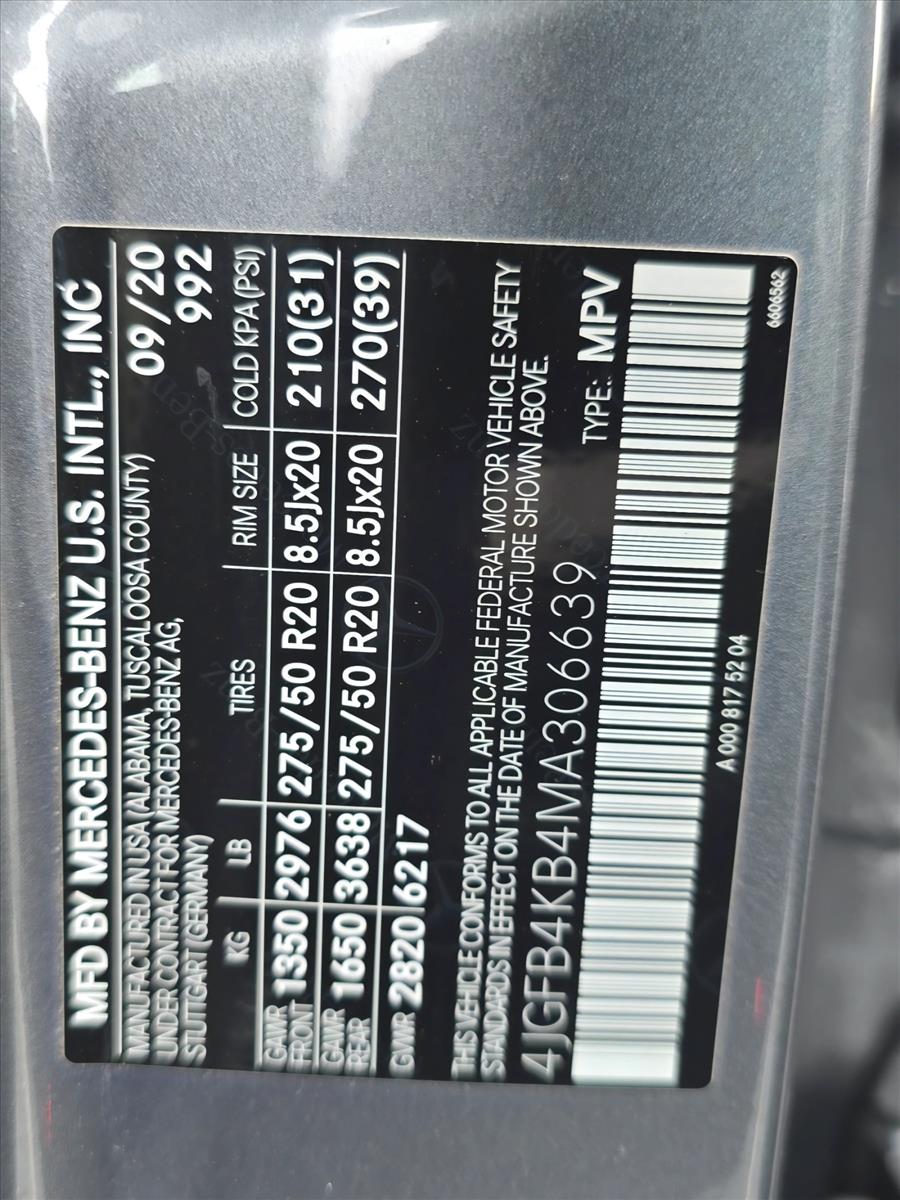 MFD BY MERCEDES-BENZ U.S. INTL., INC
MANUFACTURED IN USA (ALABAMA, TUSCALOOSA COUNTY) 09/20
UNDER CONTRACT FOR MERCEDES-BENZ AG, 992
STUTTGART (GERMANY)
KG LB TIRES RIM SIZE COLD KPA(PSI)
GAWR FRONT 1350 2976 275/50 R20 8.5Jx20 210(31)
GAWR REAR 1650 3638 275/50 R20 8.5Jx20 270(39)
GWR 2820 6217
THIS VEHICLE CONFORMS TO ALL APPLICABLE FEDERAL MOTOR VEHICLE SAFETY
STANDARDS IN EFFECT ON THE DATE OF MANUFACTURE SHOWN ABOVE.
4JGFB4KB4MA306639 TYPE: MPV
A 000 817 52 04 6606562